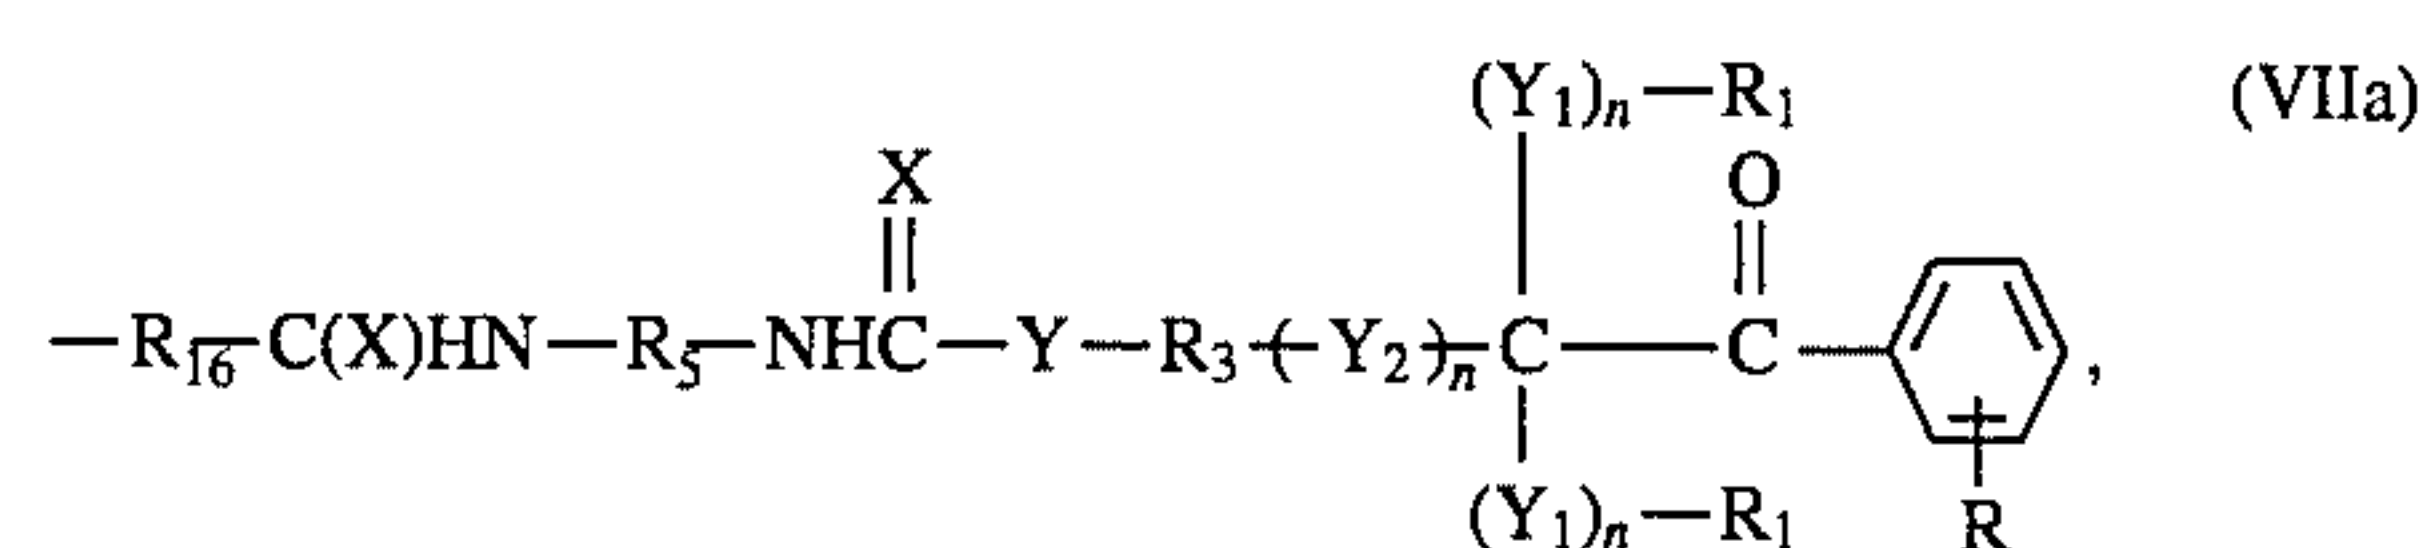 (Y₁)ₙ—R₁ (VIIa)
X O
—R₁₆—C(X)HN—R₅—NHC—Y—R₃—(Y₂)ₙ—C—C—,
(Y₁)ₙ—R₁ R